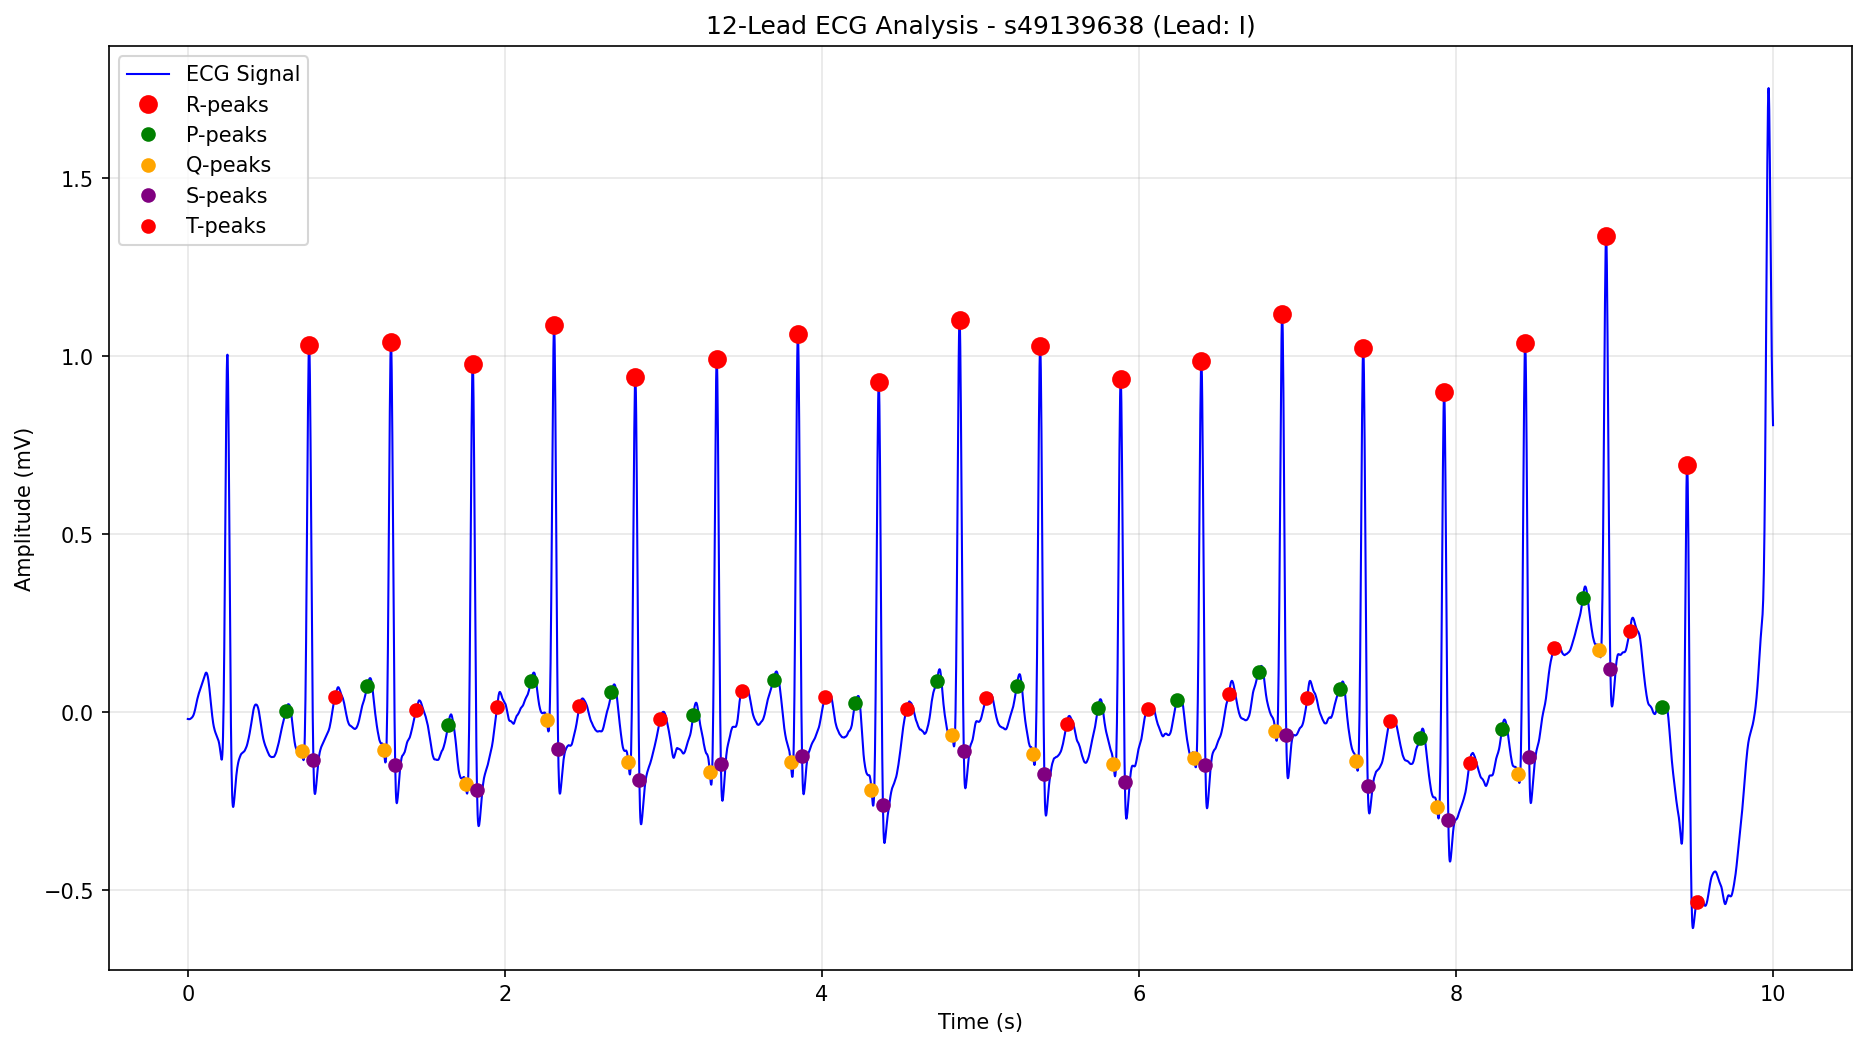 12-Lead ECG Analysis - s49139638 (Lead: I)
ECG Signal
R-peaks
P-peaks
Q-peaks
S-peaks
T-peaks
Amplitude (mV)
1.5
1.0
0.5
0.0
−0.5
0 2 4 6 8 10
Time (s)